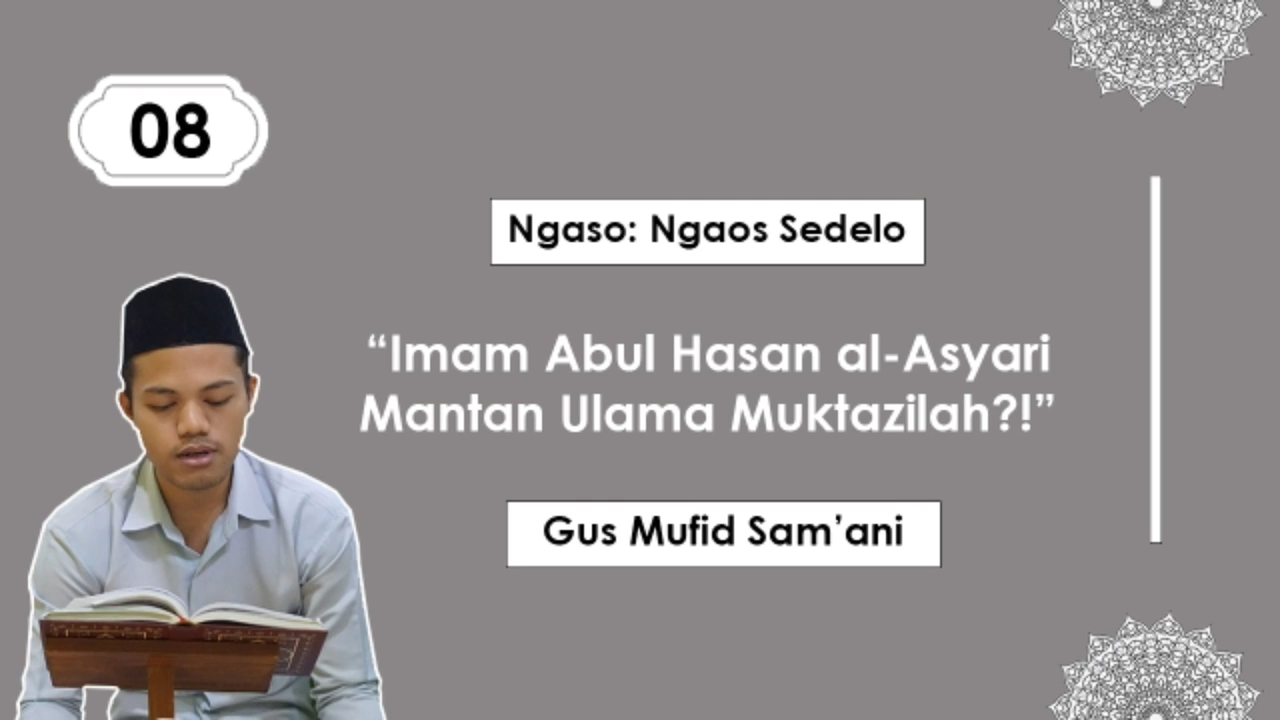 08
Ngaso: Ngaos Sedelo
“Imam Abul Hasan al-Asyari
Mantan Ulama Muktazilah?!”
Gus Mufid Sam’ani